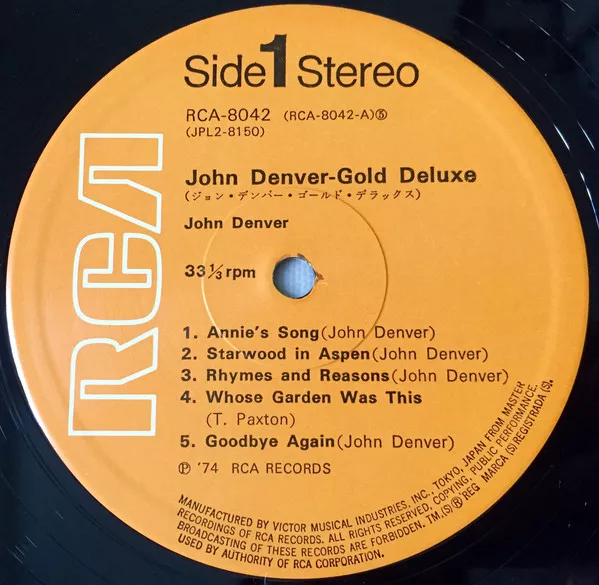 Side 1 Stereo
RCA-8042 (RCA-8042-A)⑤
(JPL2-8150)
RCA
John Denver-Gold Deluxe
(ジョン・デンバー・ゴールド・デラックス)
John Denver
33⅓rpm
1. Annie's Song(John Denver)
2. Starwood in Aspen(John Denver)
3. Rhymes and Reasons(John Denver)
4. Whose Garden Was This
(T. Paxton)
5. Goodbye Again(John Denver)
Ⓟ '74 RCA RECORDS
MANUFACTURED BY VICTOR MUSICAL INDUSTRIES, INC., TOKYO, JAPAN FROM MASTER
RECORDINGS OF RCA RECORDS. ALL RIGHTS RESERVED, COPYING, PUBLIC PERFORMANCE,
BROADCASTING OF THESE RECORDS ARE FORBIDDEN. TM.(S) ® REG MARCA (S) REGISTRADA (S).
USED BY AUTHORITY OF RCA CORPORATION.